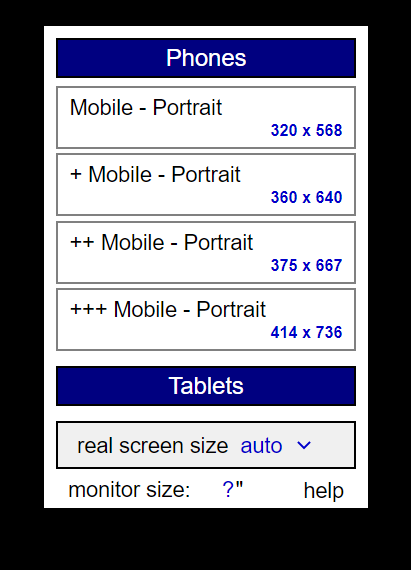 Phones
Mobile - Portrait
320 x 568
+ Mobile - Portrait
360 x 640
++ Mobile - Portrait
375 x 667
+++ Mobile - Portrait
414 x 736
Tablets
real screen size auto
monitor size: ?" help